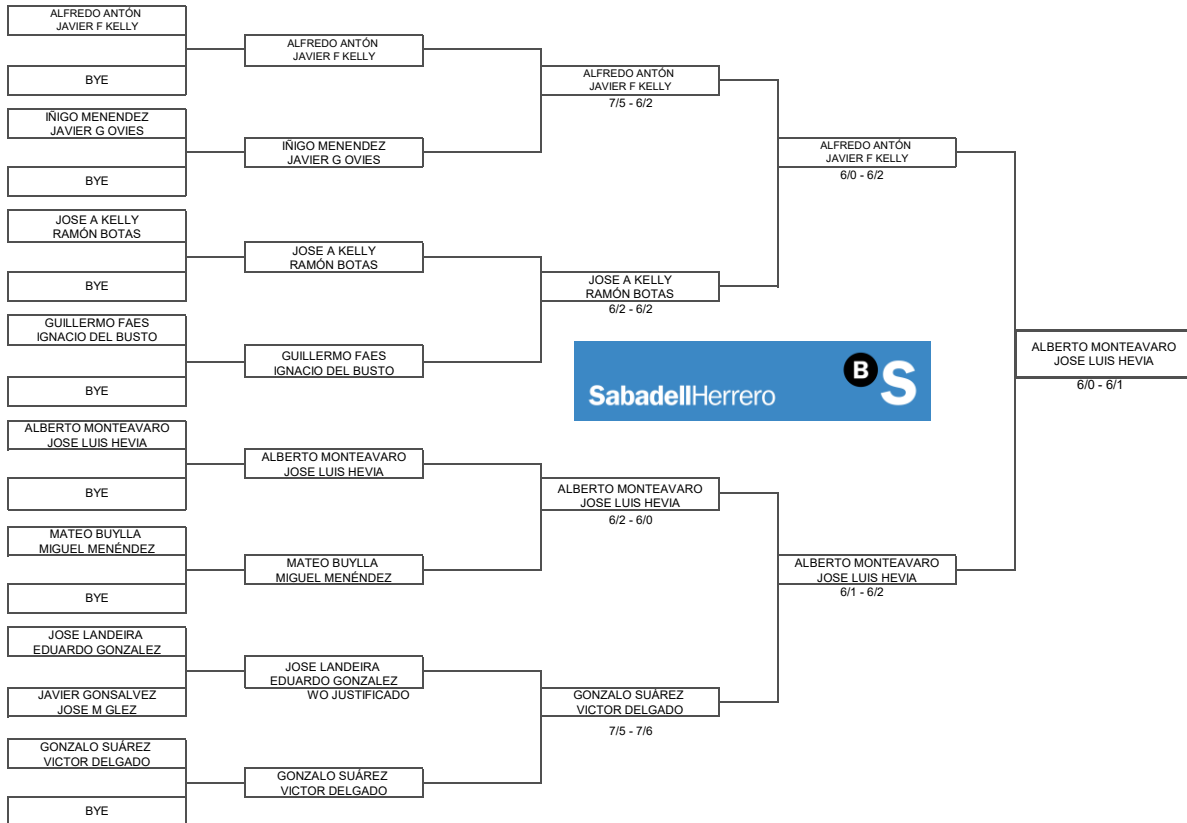 ALFREDO ANTÓN
JAVIER F KELLY
BYE
IÑIGO MENENDEZ
JAVIER G OVIES
BYE
JOSE A KELLY
RAMÓN BOTAS
BYE
GUILLERMO FAES
IGNACIO DEL BUSTO
BYE
ALBERTO MONTEAVARO
JOSE LUIS HEVIA
BYE
MATEO BUYLLA
MIGUEL MENÉNDEZ
BYE
JOSE LANDEIRA
EDUARDO GONZALEZ
JAVIER GONSALVEZ
JOSE M GLEZ
GONZALO SUÁREZ
VICTOR DELGADO
BYE
ALFREDO ANTÓN
JAVIER F KELLY
IÑIGO MENENDEZ
JAVIER G OVIES
JOSE A KELLY
RAMÓN BOTAS
GUILLERMO FAES
IGNACIO DEL BUSTO
ALBERTO MONTEAVARO
JOSE LUIS HEVIA
MATEO BUYLLA
MIGUEL MENÉNDEZ
JOSE LANDEIRA
EDUARDO GONZALEZ
WO JUSTIFICADO
GONZALO SUÁREZ
VICTOR DELGADO
ALFREDO ANTÓN
JAVIER F KELLY
7/5 - 6/2
JOSE A KELLY
RAMÓN BOTAS
6/2 - 6/2
ALBERTO MONTEAVARO
JOSE LUIS HEVIA
6/2 - 6/0
GONZALO SUÁREZ
VICTOR DELGADO
7/5 - 7/6
ALFREDO ANTÓN
JAVIER F KELLY
6/0 - 6/2
SabadellHerrero
B S
ALBERTO MONTEAVARO
JOSE LUIS HEVIA
6/1 - 6/2
ALBERTO MONTEAVARO
JOSE LUIS HEVIA
6/0 - 6/1